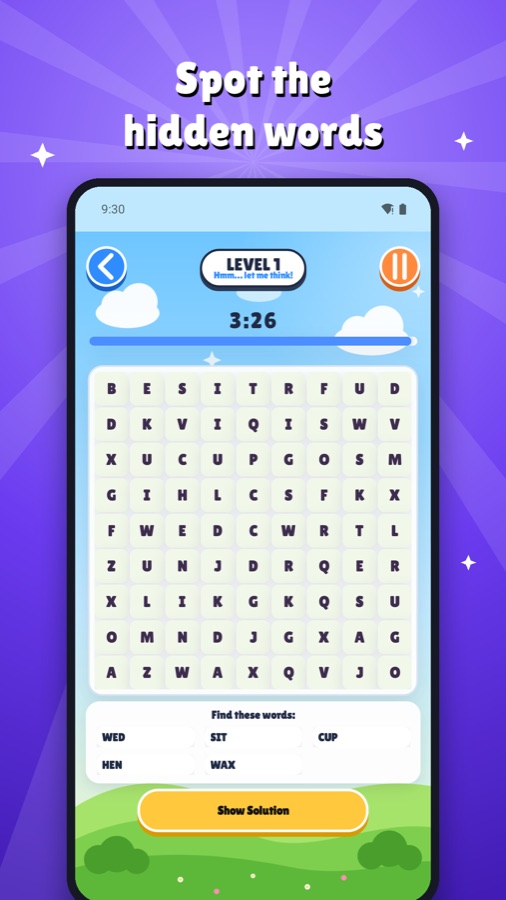 Spot the
hidden words
9:30
LEVEL 1
Hmm... let me think!
3:26
B E S I T R F U D
D K V I Q I S W V
X U C U P G O S M
G I H L C S F K X
F W E D C W R T L
Z U N J D R Q E R
X L I K G K Q S U
O M N D J G X A G
A Z W A X Q V J O
Find these words:
WED SIT CUP
HEN WAX
Show Solution